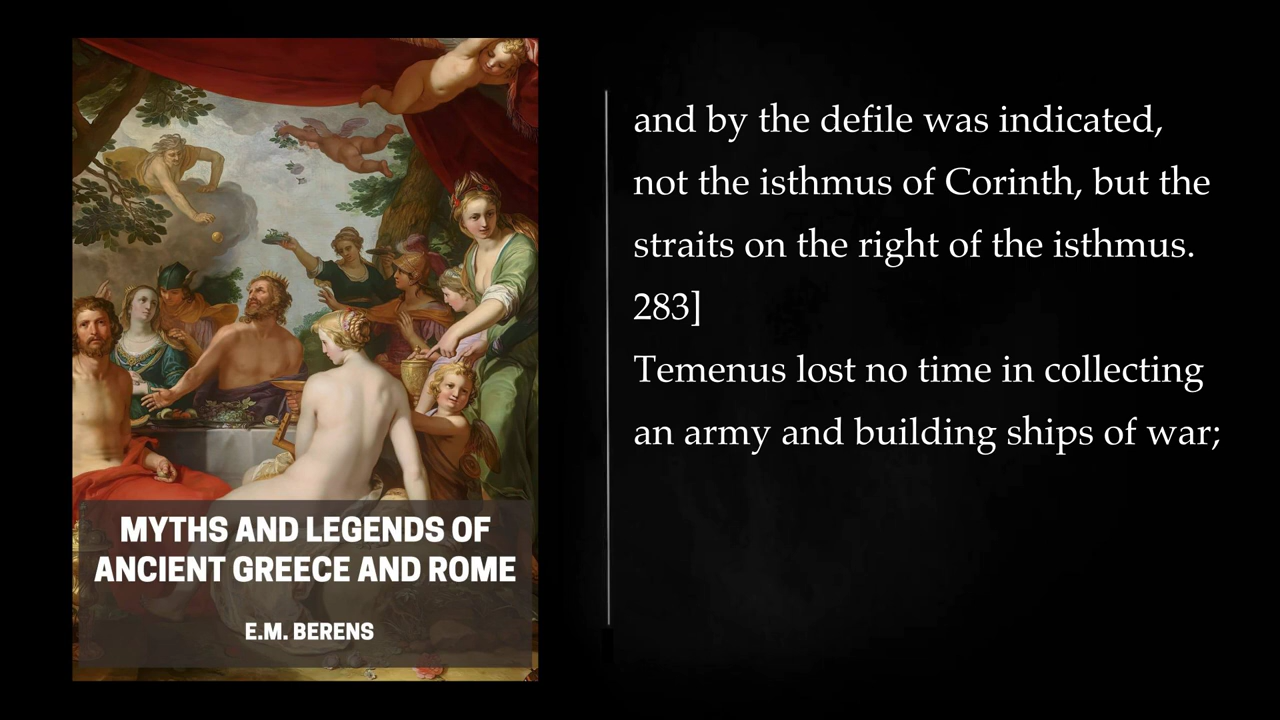 MYTHS AND LEGENDS OF
ANCIENT GREECE AND ROME
E.M. BERENS
and by the defile was indicated,
not the isthmus of Corinth, but the
straits on the right of the isthmus.
283]
Temenus lost no time in collecting
an army and building ships of war;